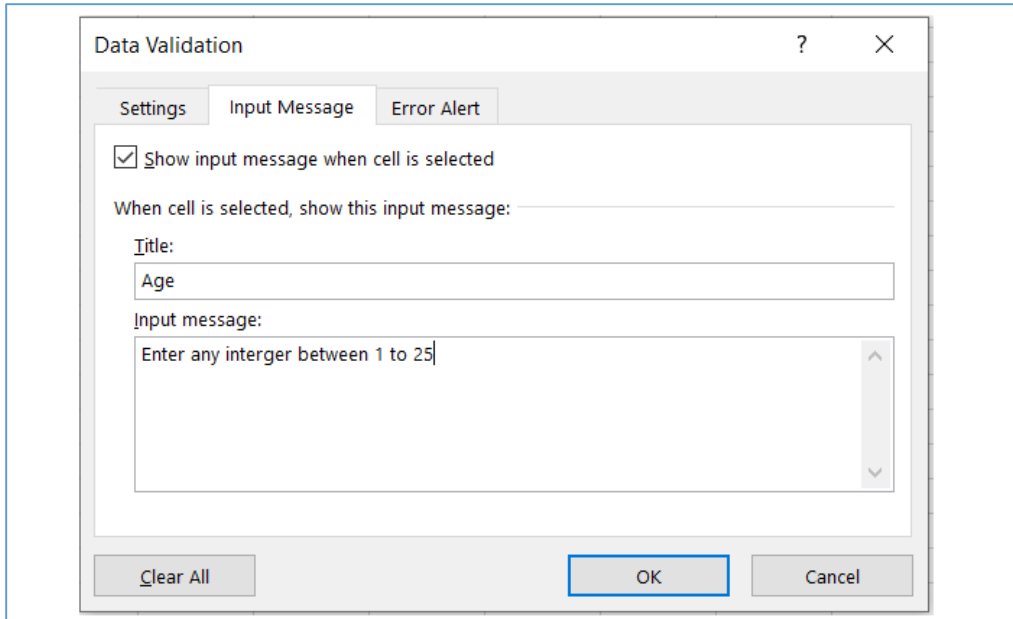 Data Validation ?
Settings Input Message Error Alert
Show input message when cell is selected
When cell is selected, show this input message:
Title:
Age
Input message:
Enter any interger between 1 to 25
Clear All OK Cancel